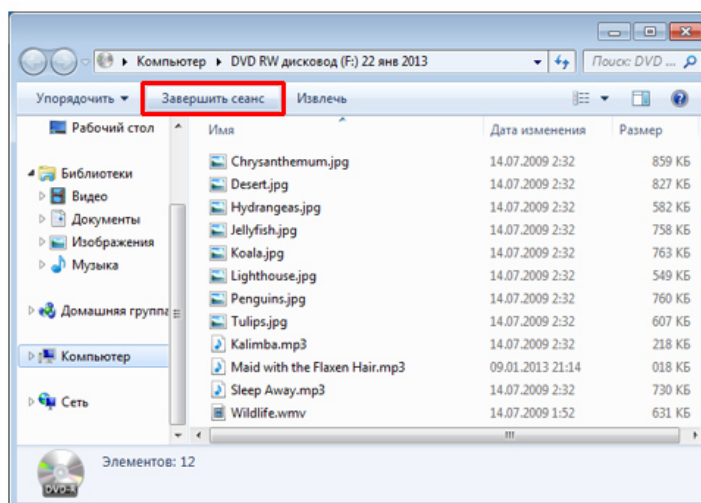 Компьютер ▸ DVD RW дисковод (F:) 22 янв 2013 Поиск: DVD ...
Упорядочить Завершить сеанс Извлечь
Рабочий стол
Библиотеки
Видео
Документы
Изображения
Музыка
Домашняя группа
Компьютер
Сеть
Имя Дата изменения Размер
Chrysanthemum.jpg 14.07.2009 2:32 859 КБ
Desert.jpg 14.07.2009 2:32 827 КБ
Hydrangeas.jpg 14.07.2009 2:32 582 КБ
Jellyfish.jpg 14.07.2009 2:32 758 КБ
Koala.jpg 14.07.2009 2:32 763 КБ
Lighthouse.jpg 14.07.2009 2:32 549 КБ
Penguins.jpg 14.07.2009 2:32 760 КБ
Tulips.jpg 14.07.2009 2:32 607 КБ
Kalimba.mp3 14.07.2009 2:32 218 КБ
Maid with the Flaxen Hair.mp3 09.01.2013 21:14 018 КБ
Sleep Away.mp3 14.07.2009 2:32 730 КБ
Wildlife.wmv 14.07.2009 1:52 631 КБ
Элементов: 12
DVD-R